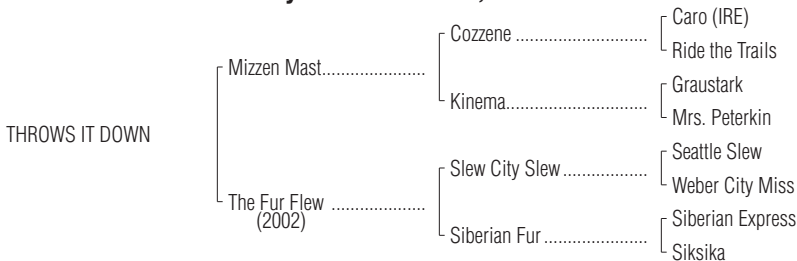 Caro (IRE)
Cozzene ..........................
Ride the Trails
Mizzen Mast.....................
Graustark
Kinema............................
Mrs. Peterkin
THROWS IT DOWN
Seattle Slew
Slew City Slew .................
Weber City Miss
The Fur Flew ...................
(2002)
Siberian Express
Siberian Fur .....................
Siksika